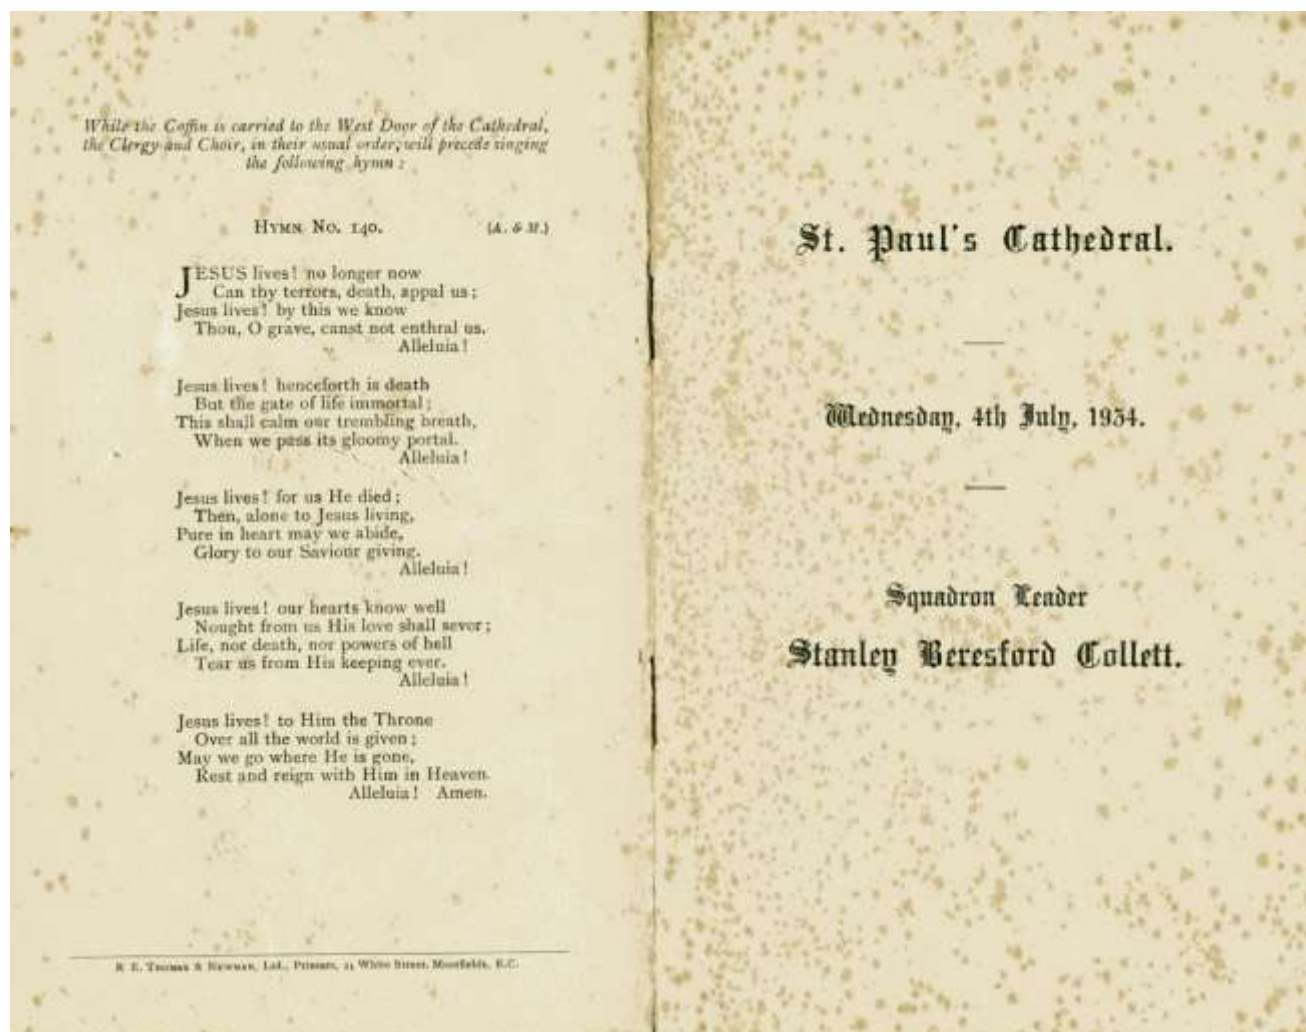 While the Coffin is carried to the West Door of the Cathedral,
the Clergy and Choir, in their usual order, will precede singing
the following hymn :
HYMN No. 140. (A. & M.)
JESUS lives! no longer now
Can thy terrors, death, appal us ;
Jesus lives! by this we know
Thou, O grave, canst not enthral us.
Alleluia!
Jesus lives! henceforth is death
But the gate of life immortal ;
This shall calm our trembling breath,
When we pass its gloomy portal.
Alleluia!
Jesus lives! for us He died ;
Then, alone to Jesus living,
Pure in heart may we abide,
Glory to our Saviour giving.
Alleluia!
Jesus lives! our hearts know well
Nought from us His love shall sever ;
Life, nor death, nor powers of hell
Tear us from His keeping ever.
Alleluia!
Jesus lives! to Him the Throne
Over all the world is given ;
May we go where He is gone,
Rest and reign with Him in Heaven.
Alleluia! Amen.
THOMAS & NEWMAN, Ltd., Printers, 21 White Street, Moorfields, E.C.
St. Paul's Cathedral.
Wednesday, 4th July, 1934.
Squadron Leader
Stanley Beresford Collett.